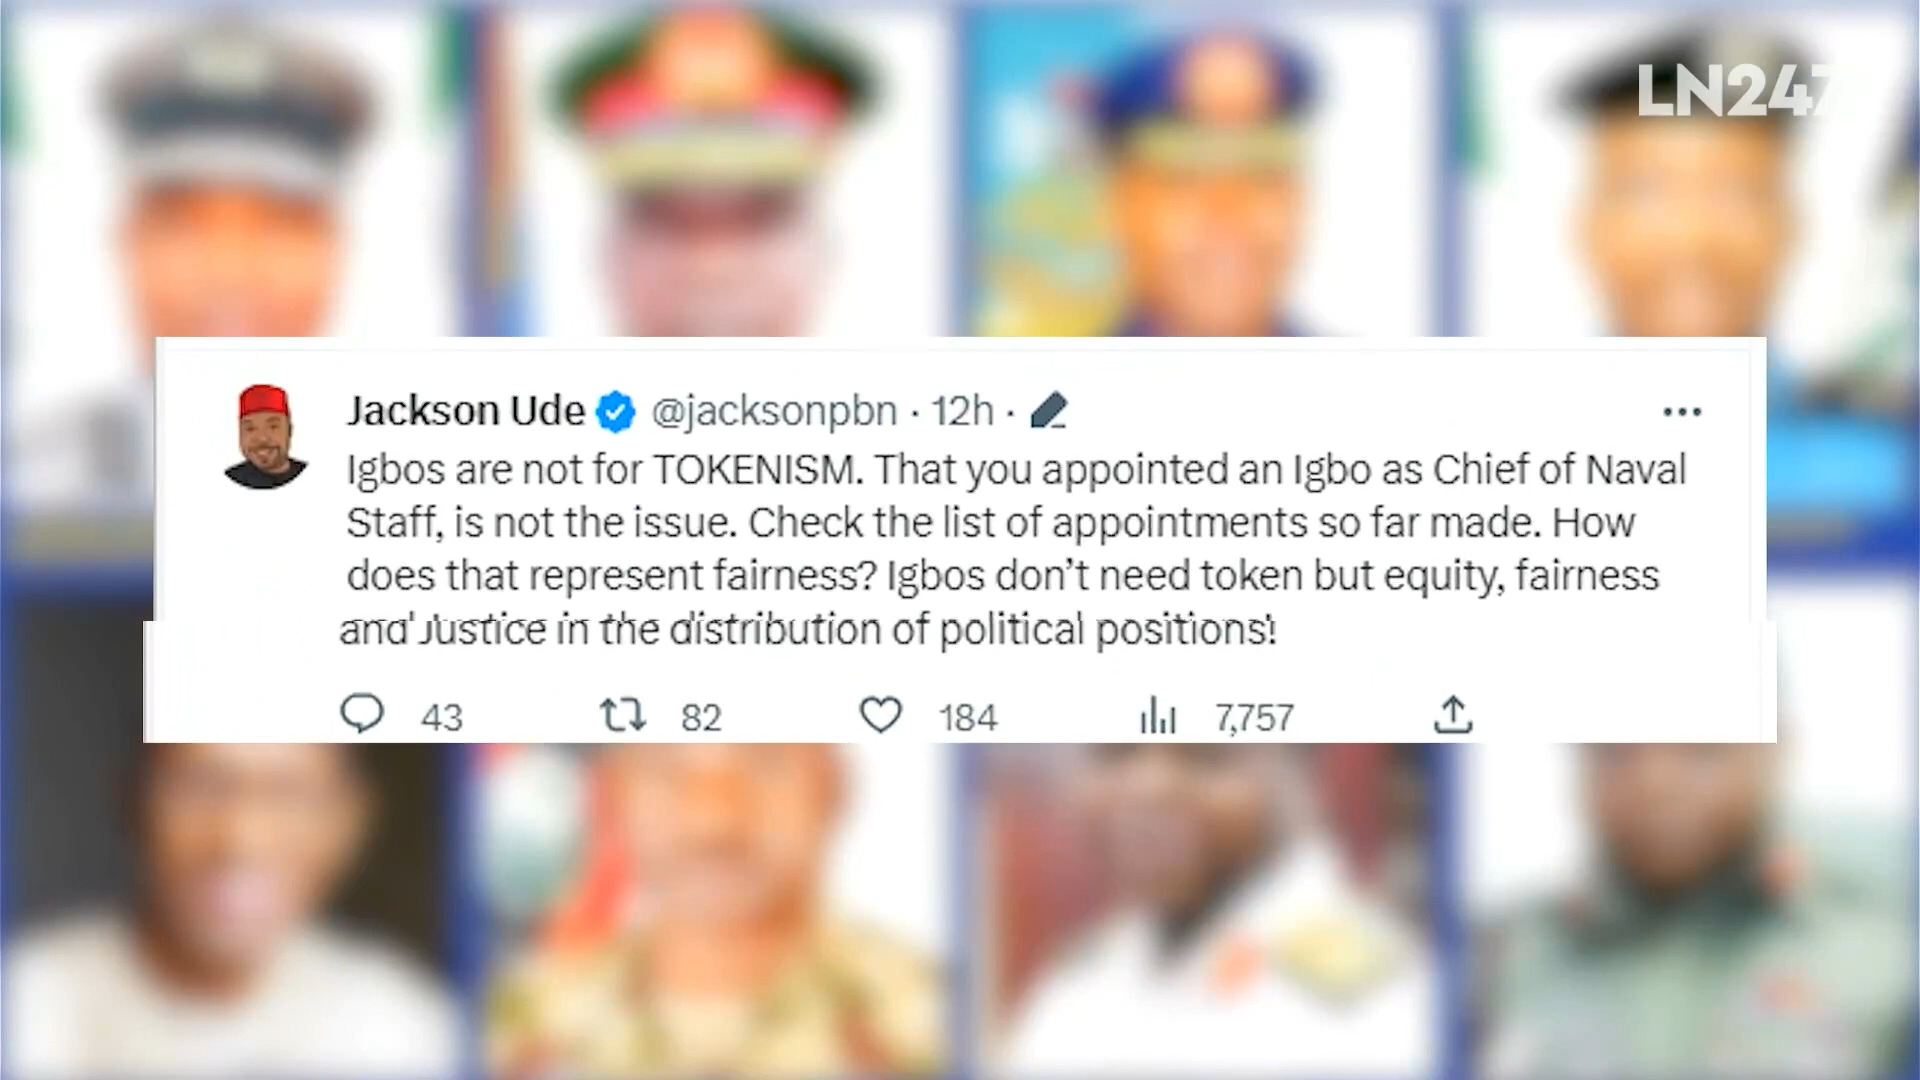 LN247
Jackson Ude @jacksonpbn · 12h ·
Igbos are not for TOKENISM. That you appointed an Igbo as Chief of Naval
Staff, is not the issue. Check the list of appointments so far made. How
does that represent fairness? Igbos don’t need token but equity, fairness
and Justice in the distribution of political positions!
43 82 184 7,757